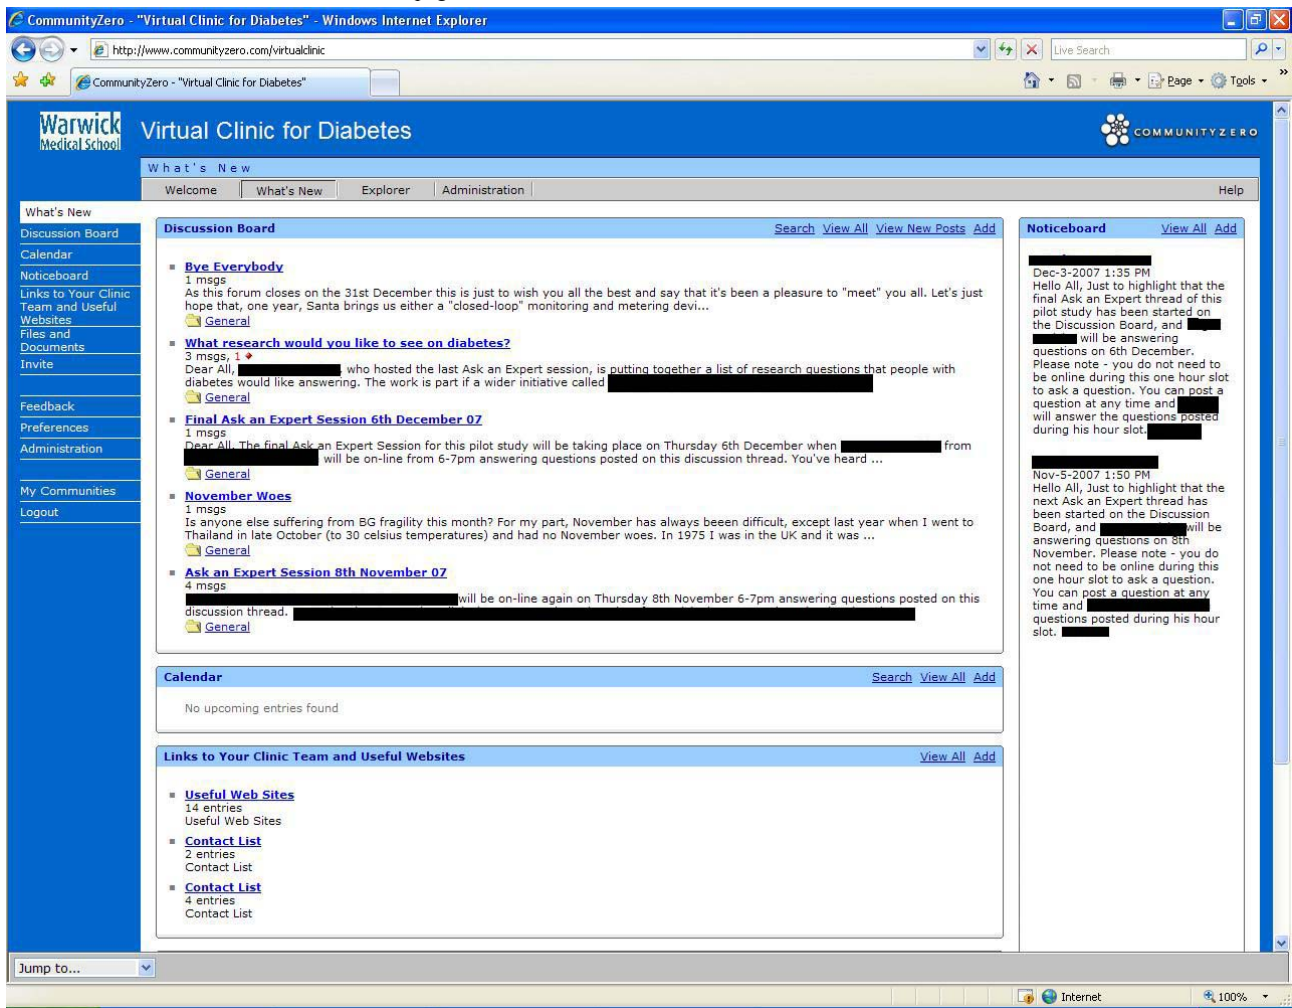 CommunityZero - "Virtual Clinic for Diabetes" - Windows Internet Explorer
http://www.communityzero.com/virtualclinic
Live Search
CommunityZero - "Virtual Clinic for Diabetes"
Page
Tools
Warwick
Medical School
Virtual Clinic for Diabetes
COMMUNITYZERO
What's New
Welcome
What's New
Explorer
Administration
Help
What's New
Discussion Board
Calendar
Noticeboard
Links to Your Clinic
Team and Useful
Websites
Files and
Documents
Invite
Feedback
Preferences
Administration
My Communities
Logout
Discussion Board
Search View All View New Posts Add
Bye Everybody
1 msgs
As this forum closes on the 31st December this is just to wish you all the best and say that it's been a pleasure to "meet" you all. Let's just
hope that, one year, Santa brings us either a "closed-loop" monitoring and metering devi...
General
What research would you like to see on diabetes?
3 msgs, 1
Dear All, , who hosted the last Ask an Expert session, is putting together a list of research questions that people with
diabetes would like answering. The work is part if a wider initiative called
General
Final Ask an Expert Session 6th December 07
1 msgs
Dear All, The final Ask an Expert Session for this pilot study will be taking place on Thursday 6th December when from
will be on-line from 6-7pm answering questions posted on this discussion thread. You've heard ...
General
November Woes
1 msgs
Is anyone else suffering from BG fragility this month? For my part, November has always beeen difficult, except last year when I went to
Thailand in late October (to 30 celsius temperatures) and had no November woes. In 1975 I was in the UK and it was ...
General
Ask an Expert Session 8th November 07
4 msgs
will be on-line again on Thursday 8th November 6-7pm answering questions posted on this
discussion thread.
General
Calendar
Search View All Add
No upcoming entries found
Links to Your Clinic Team and Useful Websites
View All Add
Useful Web Sites
14 entries
Useful Web Sites
Contact List
2 entries
Contact List
Contact List
4 entries
Contact List
Noticeboard
View All Add
Dec-3-2007 1:35 PM
Hello All, Just to highlight that the
final Ask an Expert thread of this
pilot study has been started on
the Discussion Board, and
will be answering
questions on 6th December.
Please note - you do not need to
be online during this one hour slot
to ask a question. You can post a
question at any time and
will answer the questions posted
during his hour slot.
Nov-5-2007 1:50 PM
Hello All, Just to highlight that the
next Ask an Expert thread has
been started on the Discussion
Board, and will be
answering questions on 8th
November. Please note - you do
not need to be online during this
one hour slot to ask a question.
You can post a question at any
time and
questions posted during his hour
slot.
Jump to...
Internet
100%